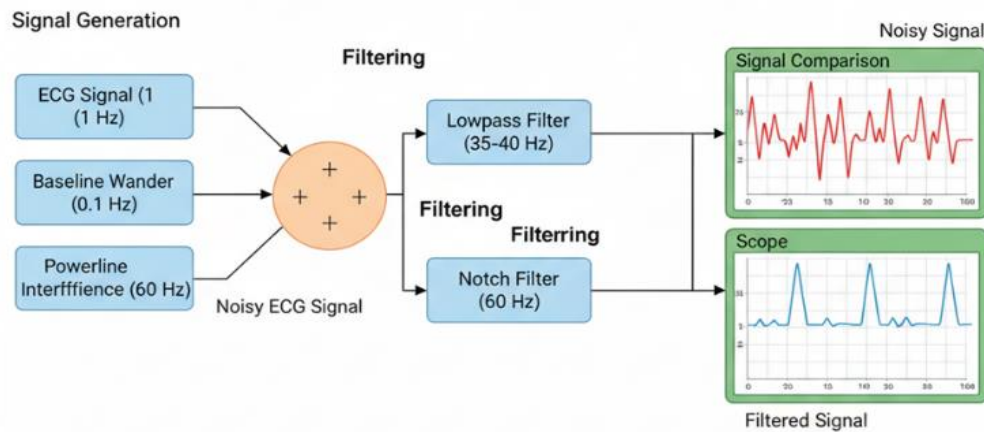 Signal Generation
ECG Signal (1
(1 Hz)
Baseline Wander
(0.1 Hz)
Powerline
Interfffience (60 Hz)
Noisy ECG Signal
Filtering
Lowpass Filter
(35-40 Hz)
Filtering
Filterring
Notch Filter
(60 Hz)
Noisy Signal
Signal Comparison
Scope
Filtered Signal